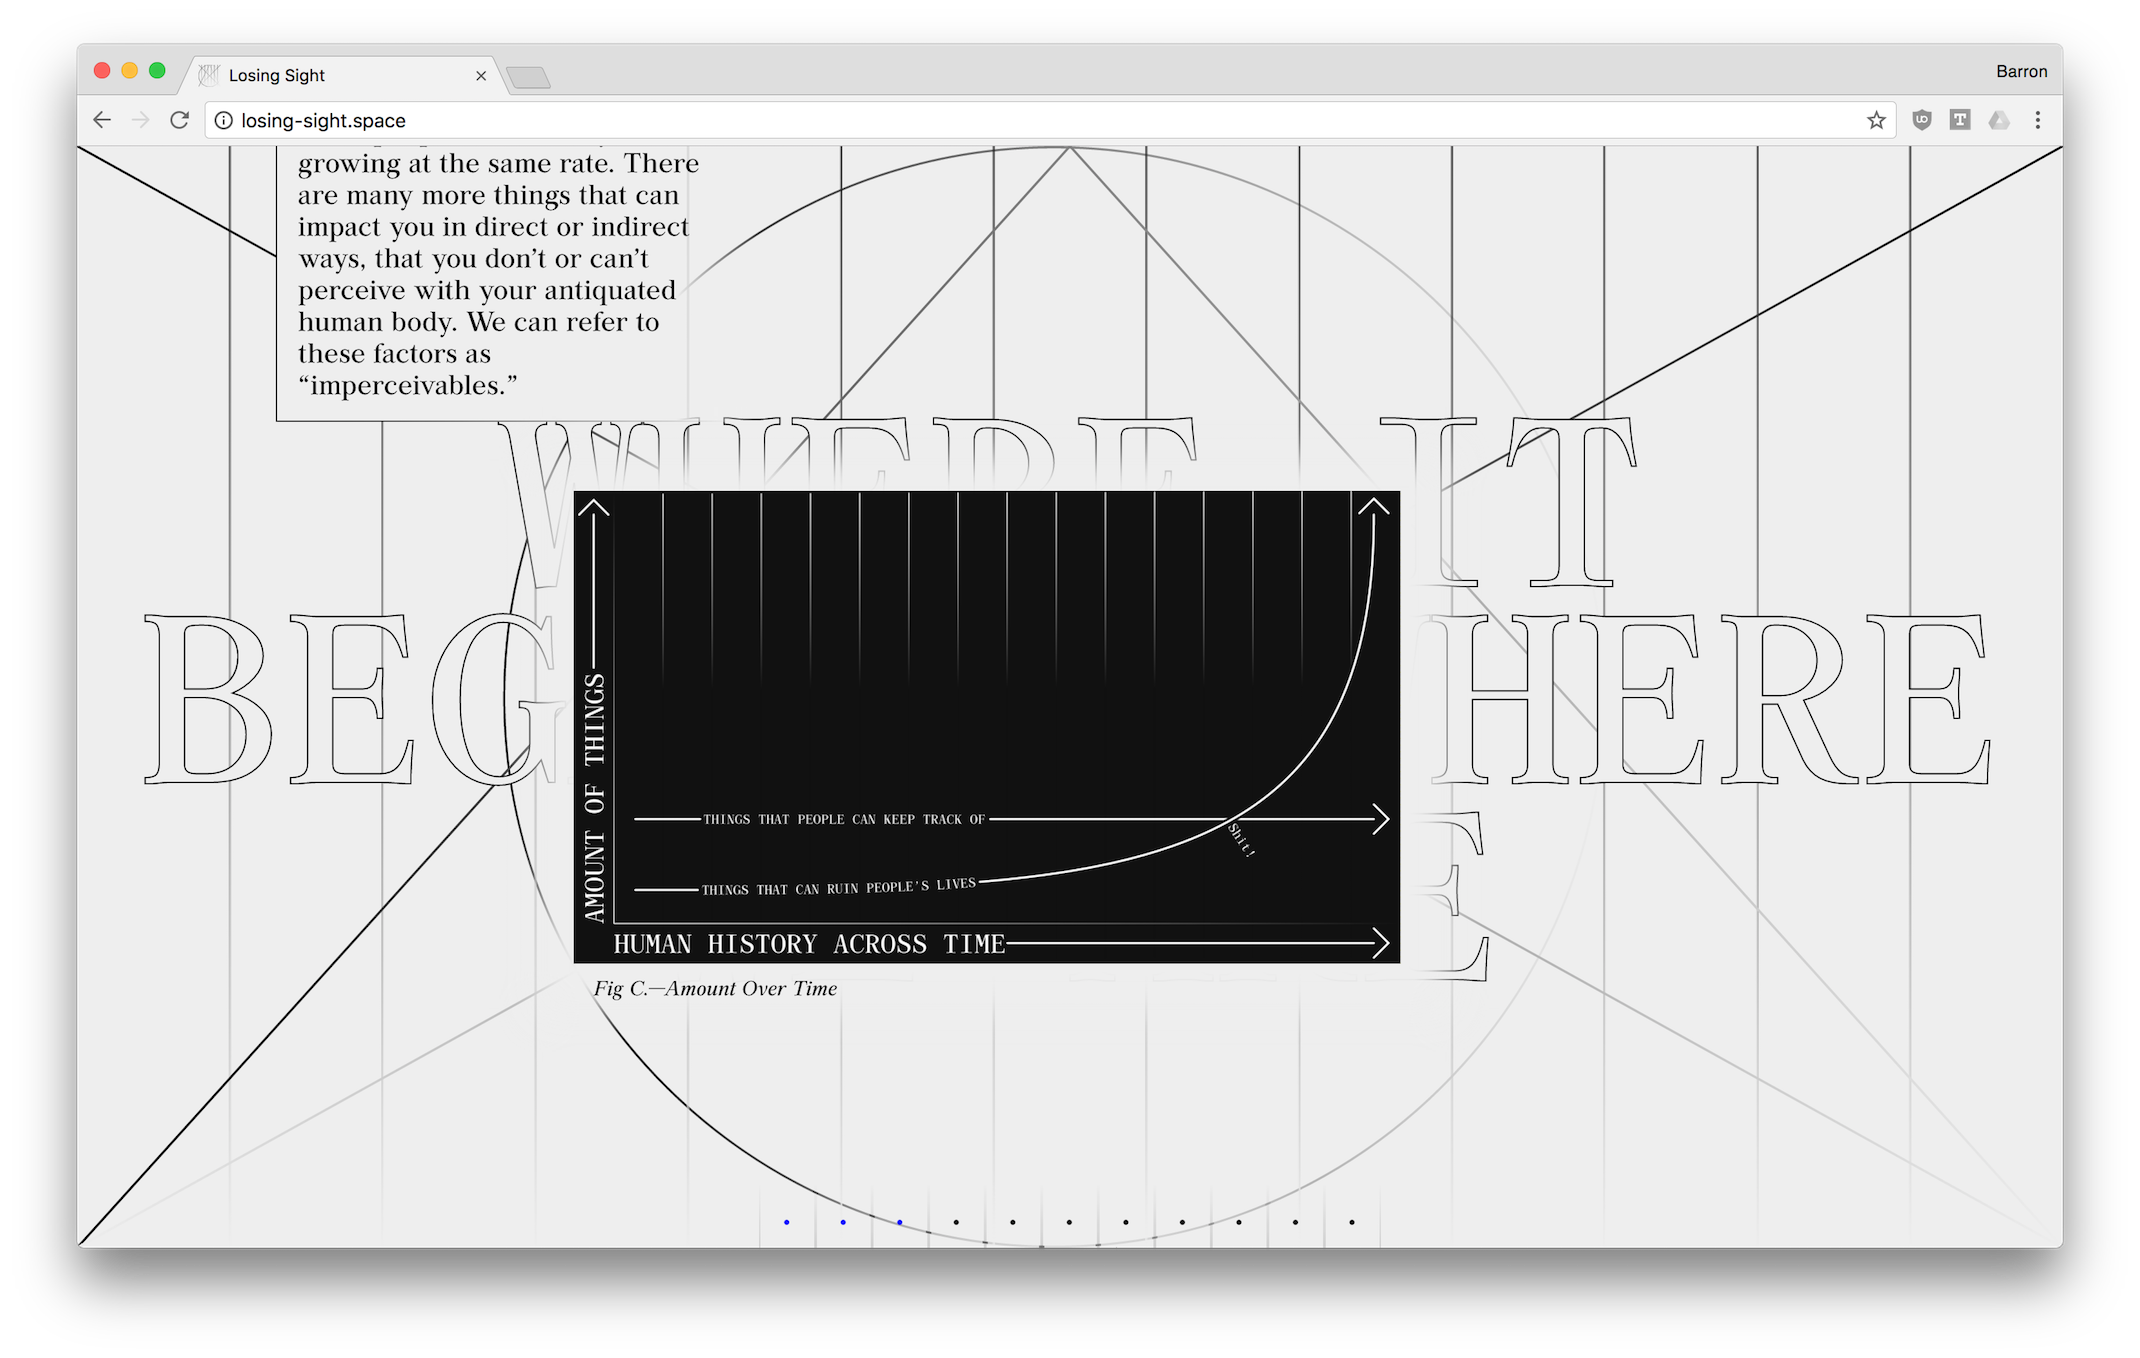 Losing Sight
Barron
losing-sight.space
growing at the same rate. There
are many more things that can
impact you in direct or indirect
ways, that you don’t or can’t
perceive with your antiquated
human body. We can refer to
these factors as
“imperceivables.”
WHERE IT
BEG HERE
E
AMOUNT OF THINGS
THINGS THAT PEOPLE CAN KEEP TRACK OF
Shit!
THINGS THAT CAN RUIN PEOPLE'S LIVES
HUMAN HISTORY ACROSS TIME
Fig C.—Amount Over Time